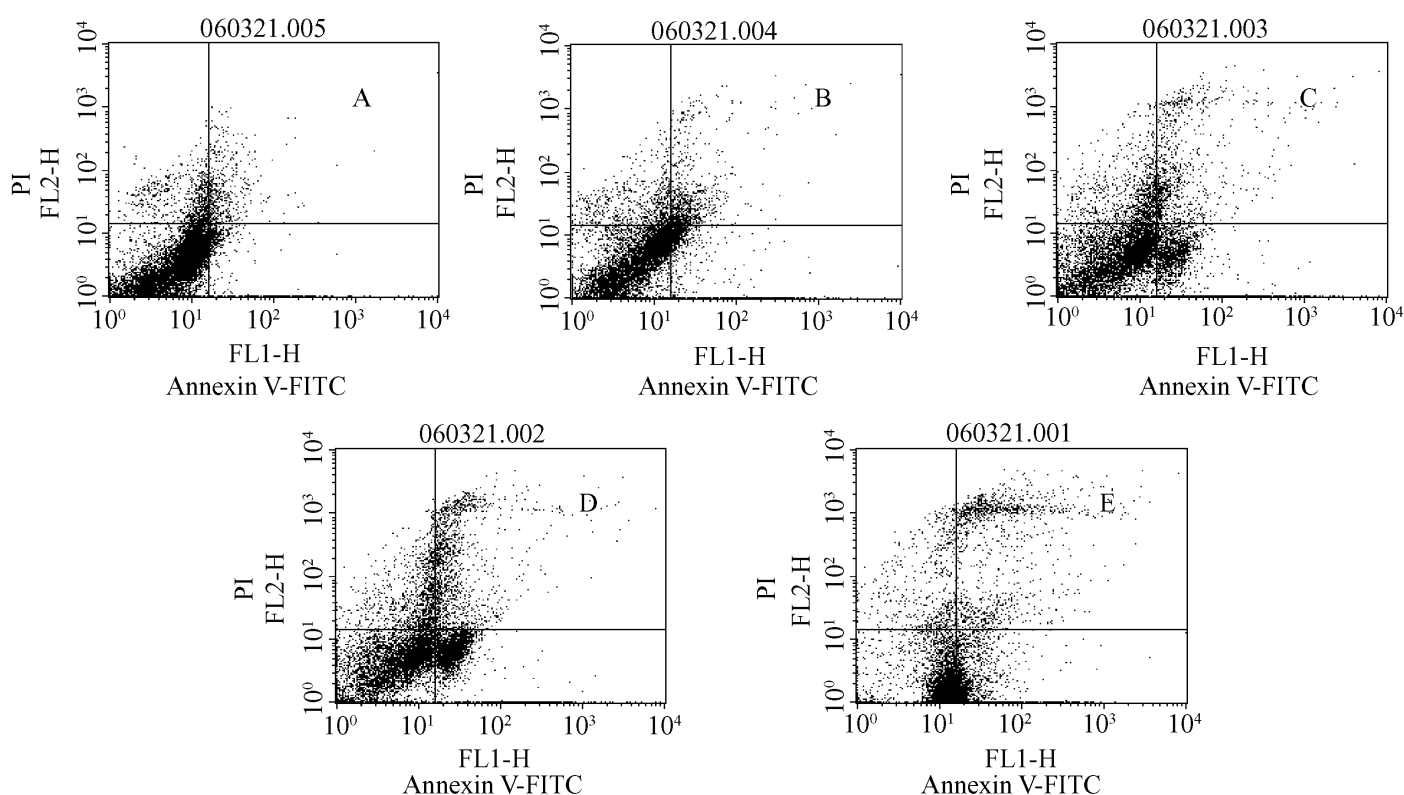 060321.005
A
PI
FL2-H
10⁴
10³
10²
10¹
10⁰
10⁰ 10¹ 10² 10³ 10⁴
FL1-H
Annexin V-FITC
060321.004
B
PI
FL2-H
10⁴
10³
10²
10¹
10⁰
10⁰ 10¹ 10² 10³ 10⁴
FL1-H
Annexin V-FITC
060321.003
C
PI
FL2-H
10⁴
10³
10²
10¹
10⁰
10⁰ 10¹ 10² 10³ 10⁴
FL1-H
Annexin V-FITC
060321.002
D
PI
FL2-H
10⁴
10³
10²
10¹
10⁰
10⁰ 10¹ 10² 10³ 10⁴
FL1-H
Annexin V-FITC
060321.001
E
PI
FL2-H
10⁴
10³
10²
10¹
10⁰
10⁰ 10¹ 10² 10³ 10⁴
FL1-H
Annexin V-FITC